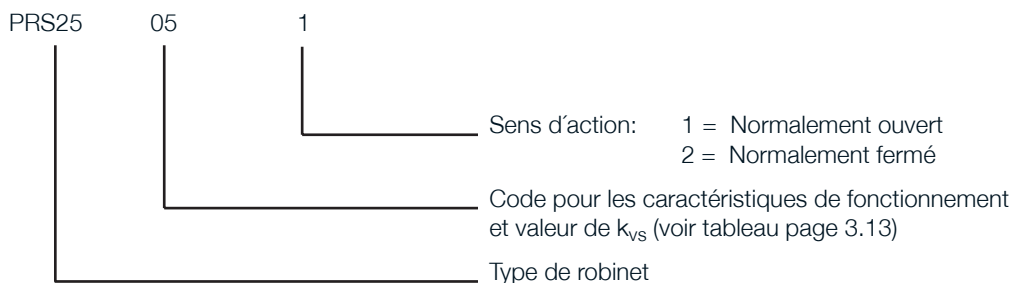 PRS25 05 1
Sens d´action: 1 = Normalement ouvert
2 = Normalement fermé
Code pour les caractéristiques de fonctionnement
et valeur de kvs (voir tableau page 3.13)
Type de robinet